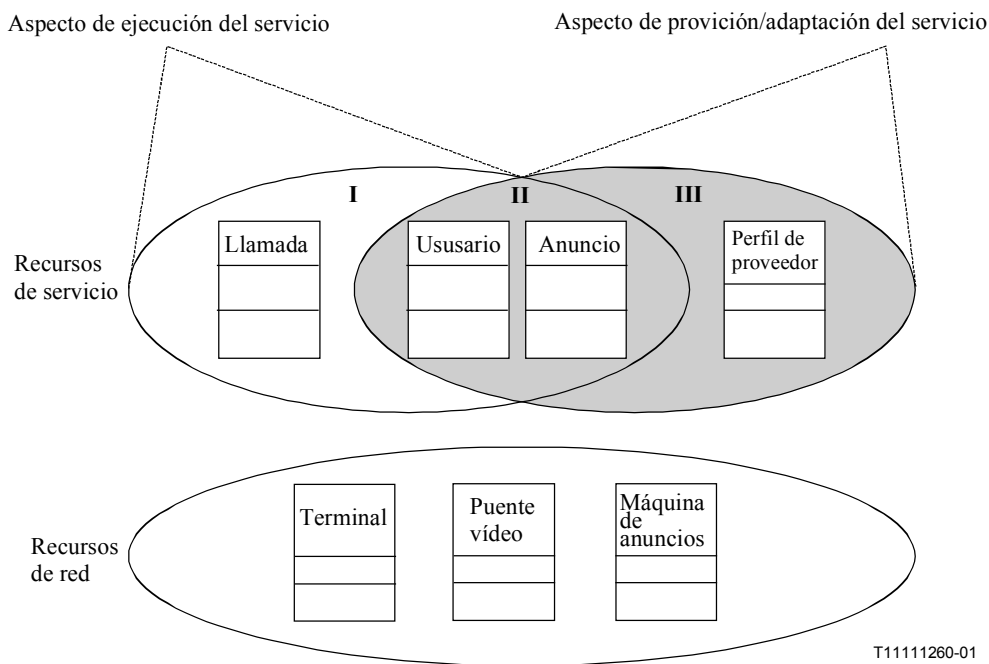 Aspecto de ejecución del servicio
Aspecto de provición/adaptación del servicio
I
II
III
Llamada
Ususario
Anuncio
Perfil de
proveedor
Recursos
de servicio
Terminal
Puente
vídeo
Máquina
de
anuncios
Recursos
de red
T11111260-01